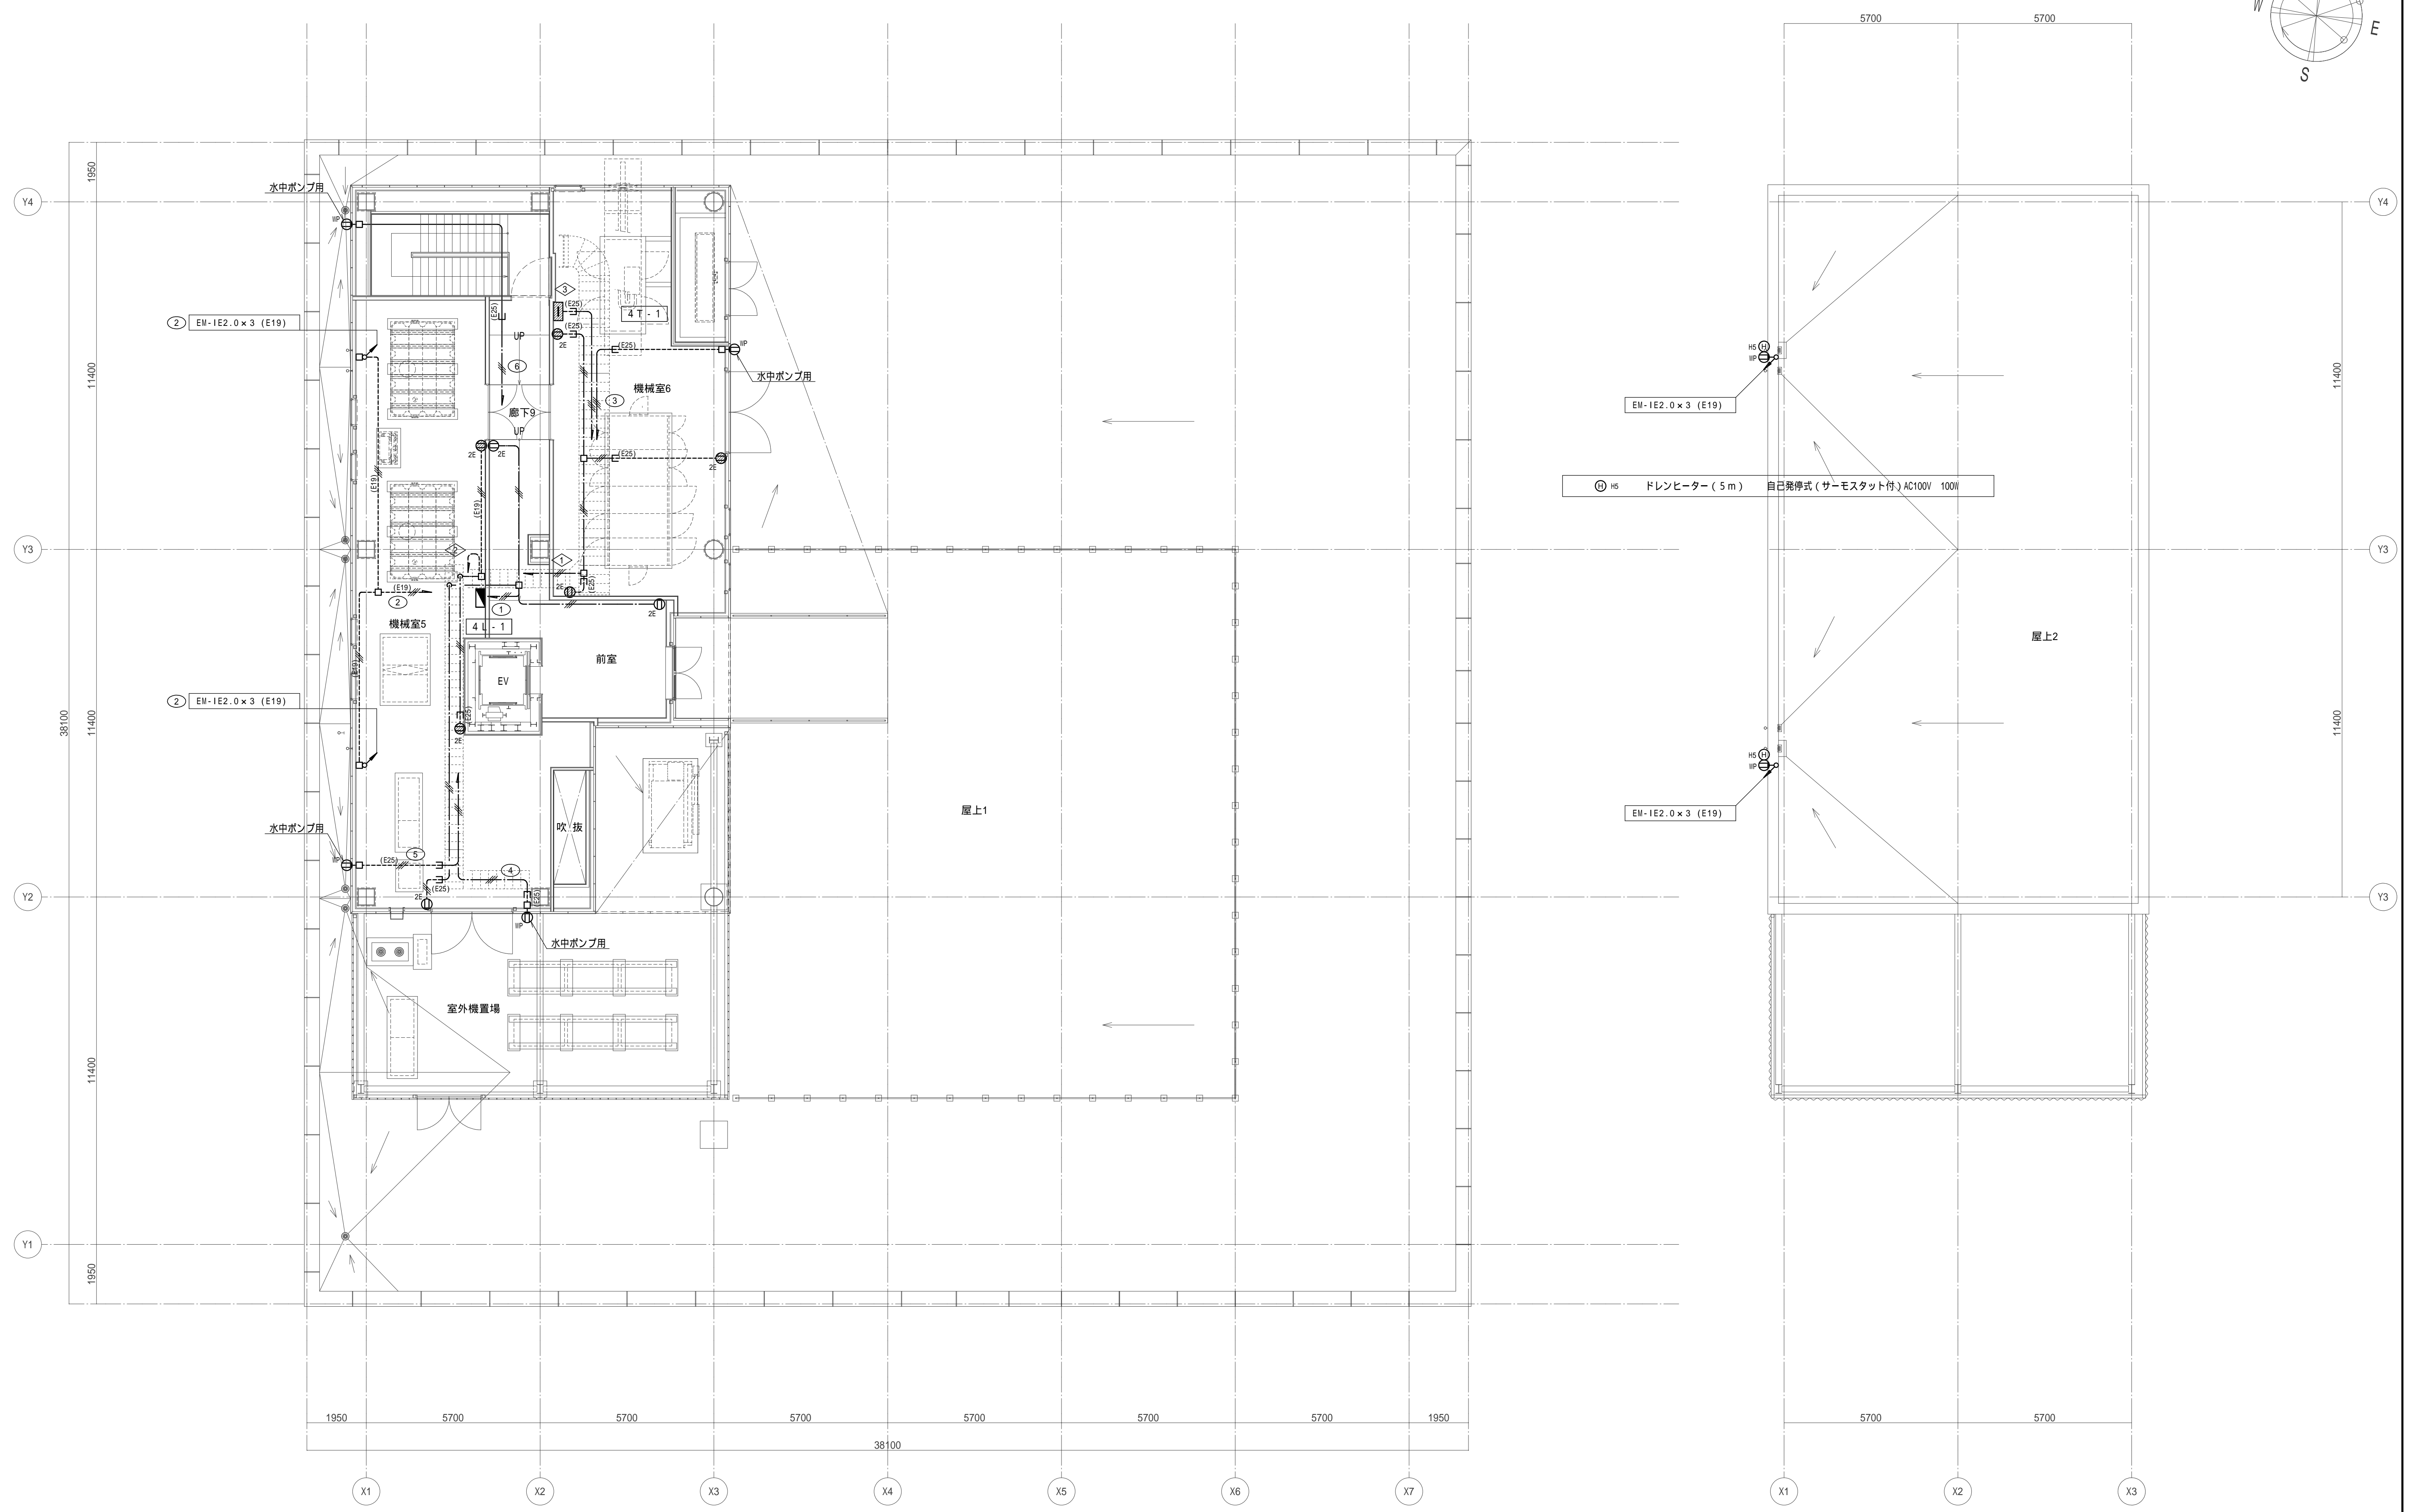 W
E
S
5700 5700
1950
11400
11400
11400
1950
38100
Y4
Y3
Y2
Y1
水中ポンプ用
WP
② EM-IE2.0×3 (E19)
(E25)
UP
⑥
廊下9
UP
3
(E25)
(E25)
2E
4T-1
(E25)
WP
水中ポンプ用
機械室6
③
(E25)
2E
2E 2E
(E19)
(E19)
2
1
(E19)
②
①
2E
(E25)
2E
4L-1
機械室5
前室
EV
(E19)
② EM-IE2.0×3 (E19)
(E25)
2E
吹 抜
屋上1
水中ポンプ用
WP
(E25)
⑤
④
(E25)
2E
(E25)
WP
水中ポンプ用
室外機置場
1950 5700 5700 5700 5700 5700 5700 1950
38100
X1 X2 X3 X4 X5 X6 X7
Y4
H5 H
WP
EM-IE2.0×3 (E19)
11400
H H5 ドレンヒーター(5m) 自己発停式(サーモスタット付)AC100V 100W
Y3
屋上2
11400
H5 H
WP
EM-IE2.0×3 (E19)
Y3
5700 5700
X1 X2 X3